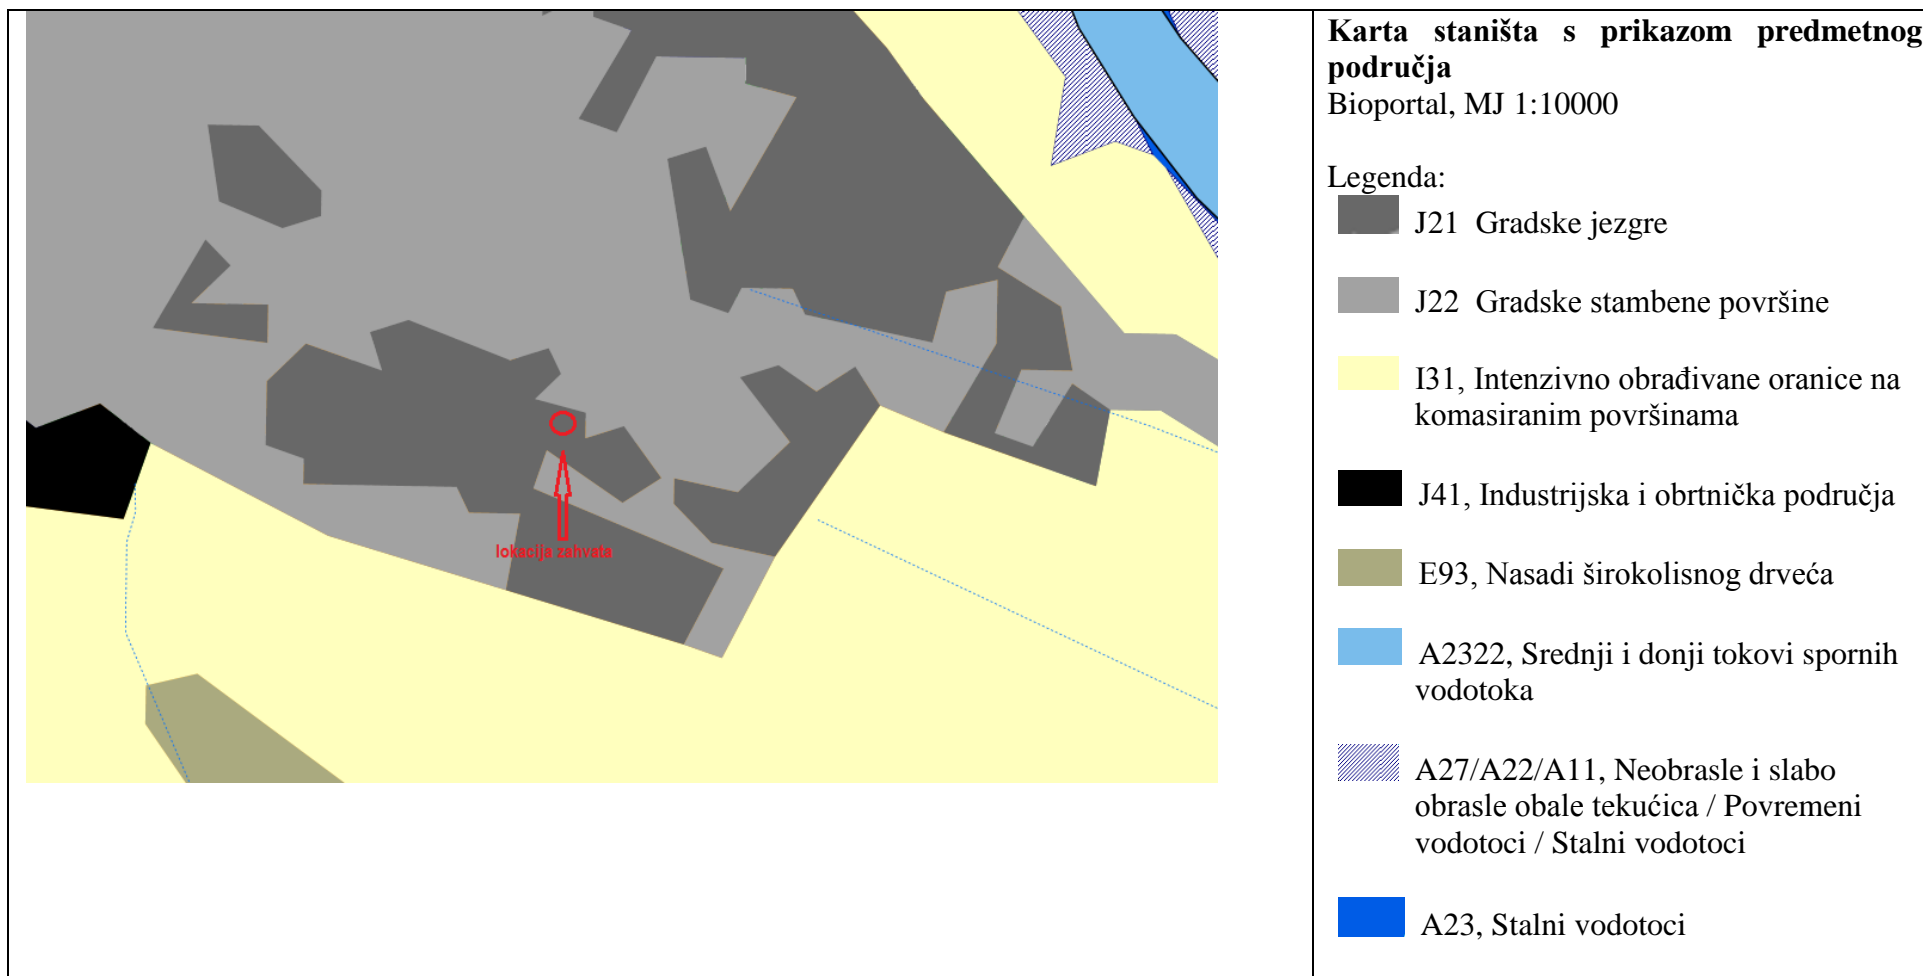 lokacija zahvata
Karta staništa s prikazom predmetnog
područja
Bioportal, MJ 1:10000
Legenda:
J21 Gradske jezgre
J22 Gradske stambene površine
I31, Intenzivno obrađivane oranice na
komasiranim površinama
J41, Industrijska i obrtnička područja
E93, Nasadi širokolisnog drveća
A2322, Srednji i donji tokovi spornih
vodotoka
A27/A22/A11, Neobrasle i slabo
obrasle obale tekućica / Povremeni
vodotoci / Stalni vodotoci
A23, Stalni vodotoci